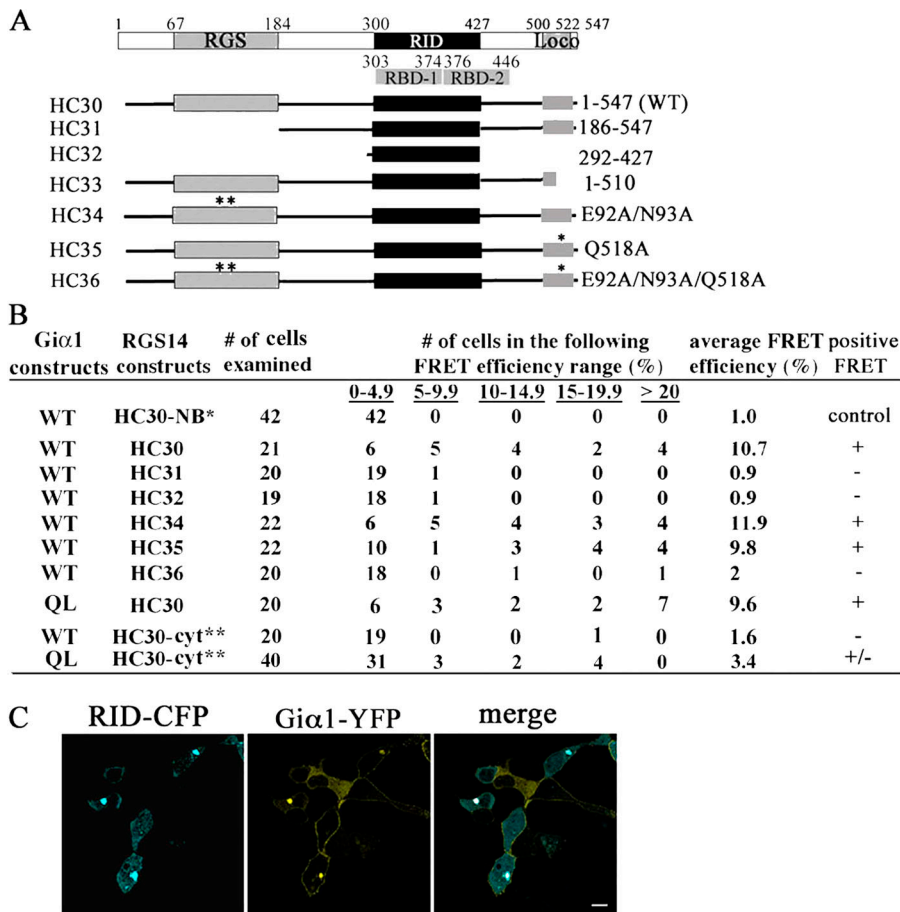 A
1 67 184 300 427 500 522 547
RGS RID Loco
303 374 376 446
RBD-1 RBD-2
HC30 1-547 (WT)
HC31 186-547
HC32 292-427
HC33 1-510
**
HC34 E92A/N93A
*
HC35 Q518A
** *
HC36 E92A/N93A/Q518A
B
Giα1 RGS14 # of cells # of cells in the following average FRET positive
constructs constructs examined FRET efficiency range (%) efficiency (%) FRET
0-4.9 5-9.9 10-14.9 15-19.9 > 20
WT HC30-NB* 42 42 0 0 0 0 1.0 control
WT HC30 21 6 5 4 2 4 10.7 +
WT HC31 20 19 1 0 0 0 0.9 -
WT HC32 19 18 1 0 0 0 0.9 -
WT HC34 22 6 5 4 3 4 11.9 +
WT HC35 22 10 1 3 4 4 9.8 +
WT HC36 20 18 0 1 0 1 2 -
QL HC30 20 6 3 2 2 7 9.6 +
WT HC30-cyt** 20 19 0 0 1 0 1.6 -
QL HC30-cyt** 40 31 3 2 4 0 3.4 +/-
C
RID-CFP Giα1-YFP merge